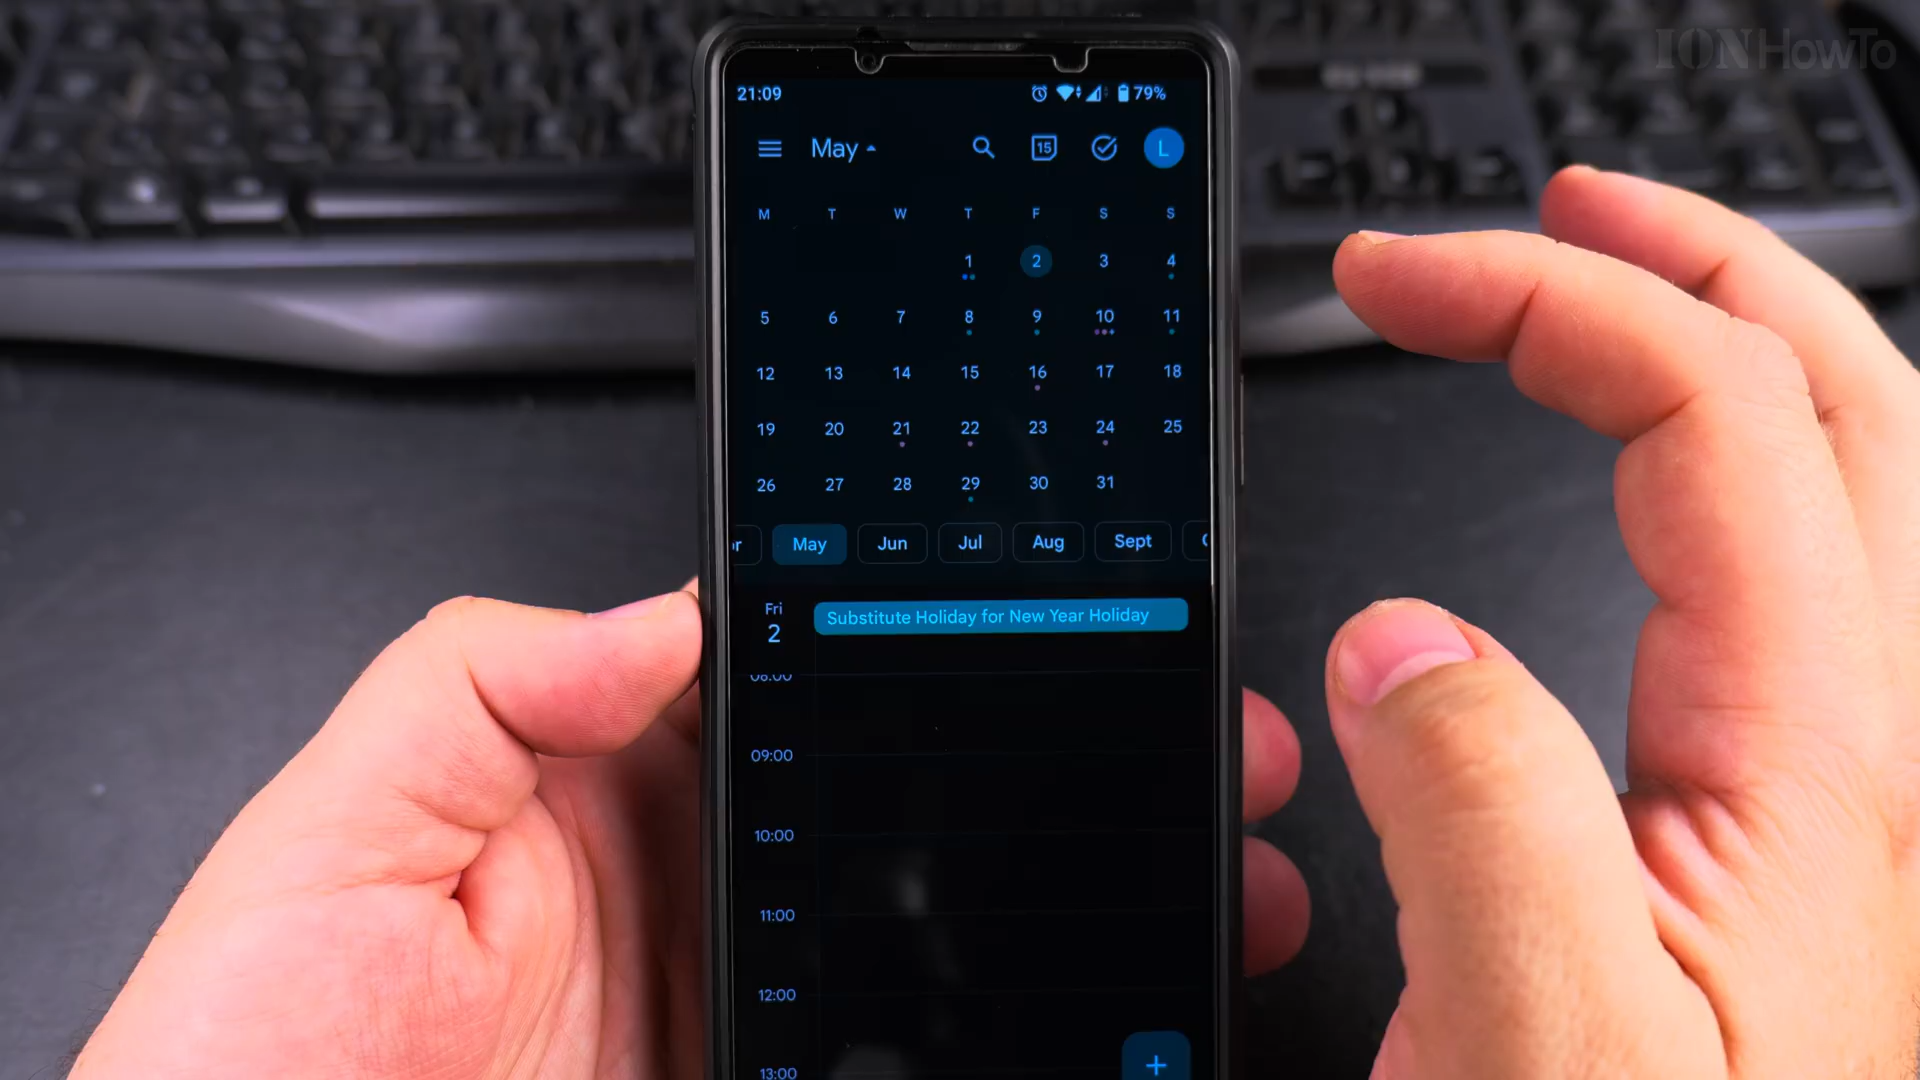 IONHowTo
21:09
79%
May
15
L
M T W T F S S
1 2 3 4
5 6 7 8 9 10 11
12 13 14 15 16 17 18
19 20 21 22 23 24 25
26 27 28 29 30 31
May Jun Jul Aug Sept
Fri
2
Substitute Holiday for New Year Holiday
08:00
09:00
10:00
11:00
12:00
13:00